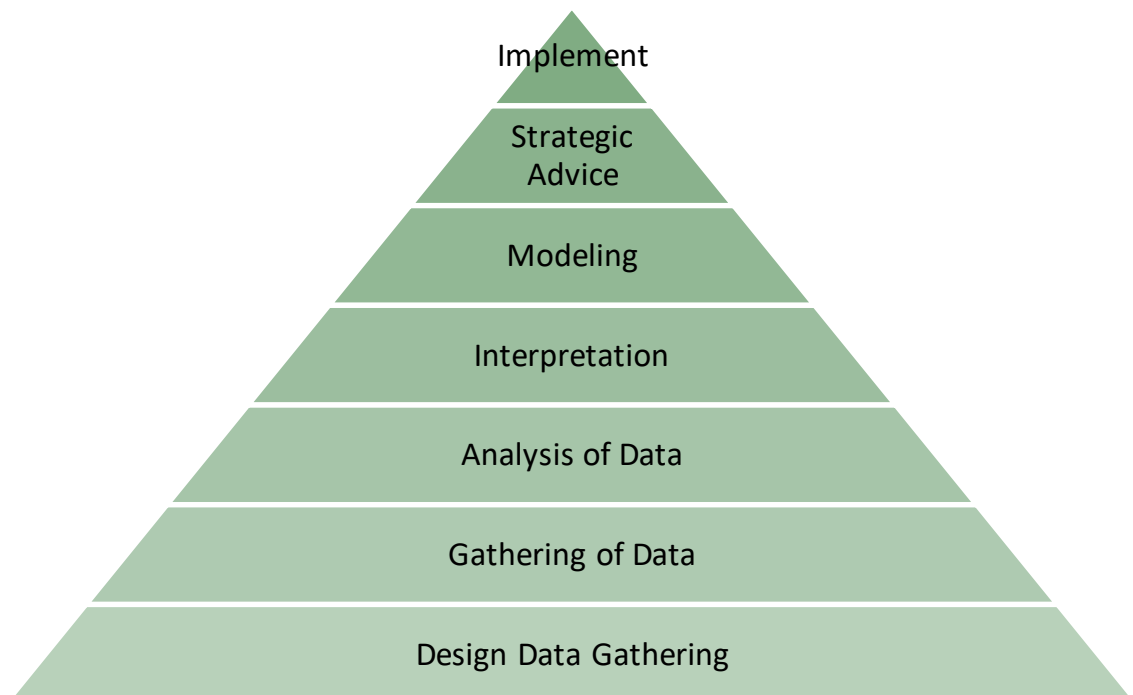 Implement
Strategic
Advice
Modeling
Interpretation
Analysis of Data
Gathering of Data
Design Data Gathering